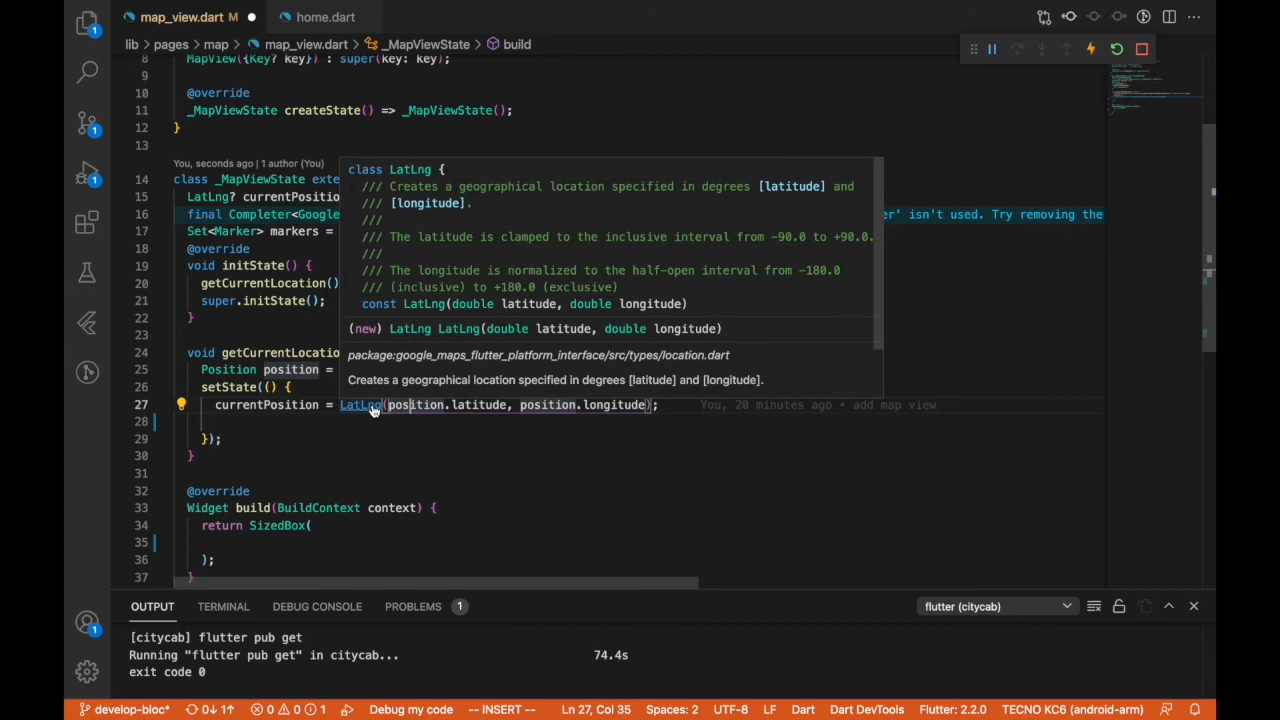 map_view.dart M
home.dart
lib > pages > map > map_view.dart > _MapViewState > build
8 MapView({Key? key}) : super(key: key);
9
10 @override
11 _MapViewState createState() => _MapViewState();
12 }
13
You, seconds ago | 1 author (You)
14 class _MapViewState exte
15 LatLng? currentPosition
16 final Completer<Google er' isn't used. Try removing the
17 Set<Marker> markers =
18 @override
19 void initState() {
20 getCurrentLocation()
21 super.initState();
22 }
23
24 void getCurrentLocation
25 Position position =
26 setState(() {
27 currentPosition = LatLng(position.latitude, position.longitude); You, 20 minutes ago • add map view
28
29 });
30 }
31
32 @override
33 Widget build(BuildContext context) {
34 return SizedBox(
35
36 );
37 }
class LatLng {
/// Creates a geographical location specified in degrees [latitude] and
/// [longitude].
///
/// The latitude is clamped to the inclusive interval from -90.0 to +90.0.
///
/// The longitude is normalized to the half-open interval from -180.0
/// (inclusive) to +180.0 (exclusive)
const LatLng(double latitude, double longitude)
(new) LatLng LatLng(double latitude, double longitude)
package:google_maps_flutter_platform_interface/src/types/location.dart
Creates a geographical location specified in degrees [latitude] and [longitude].
1
1
1
OUTPUT TERMINAL DEBUG CONSOLE PROBLEMS 1 flutter (citycab)
[citycab] flutter pub get
Running "flutter pub get" in citycab... 74.4s
exit code 0
1
develop-bloc* 0↓ 1↑ 0 0 1 Debug my code -- INSERT -- Ln 27, Col 35 Spaces: 2 UTF-8 LF Dart Dart DevTools Flutter: 2.2.0 TECNO KC6 (android-arm)